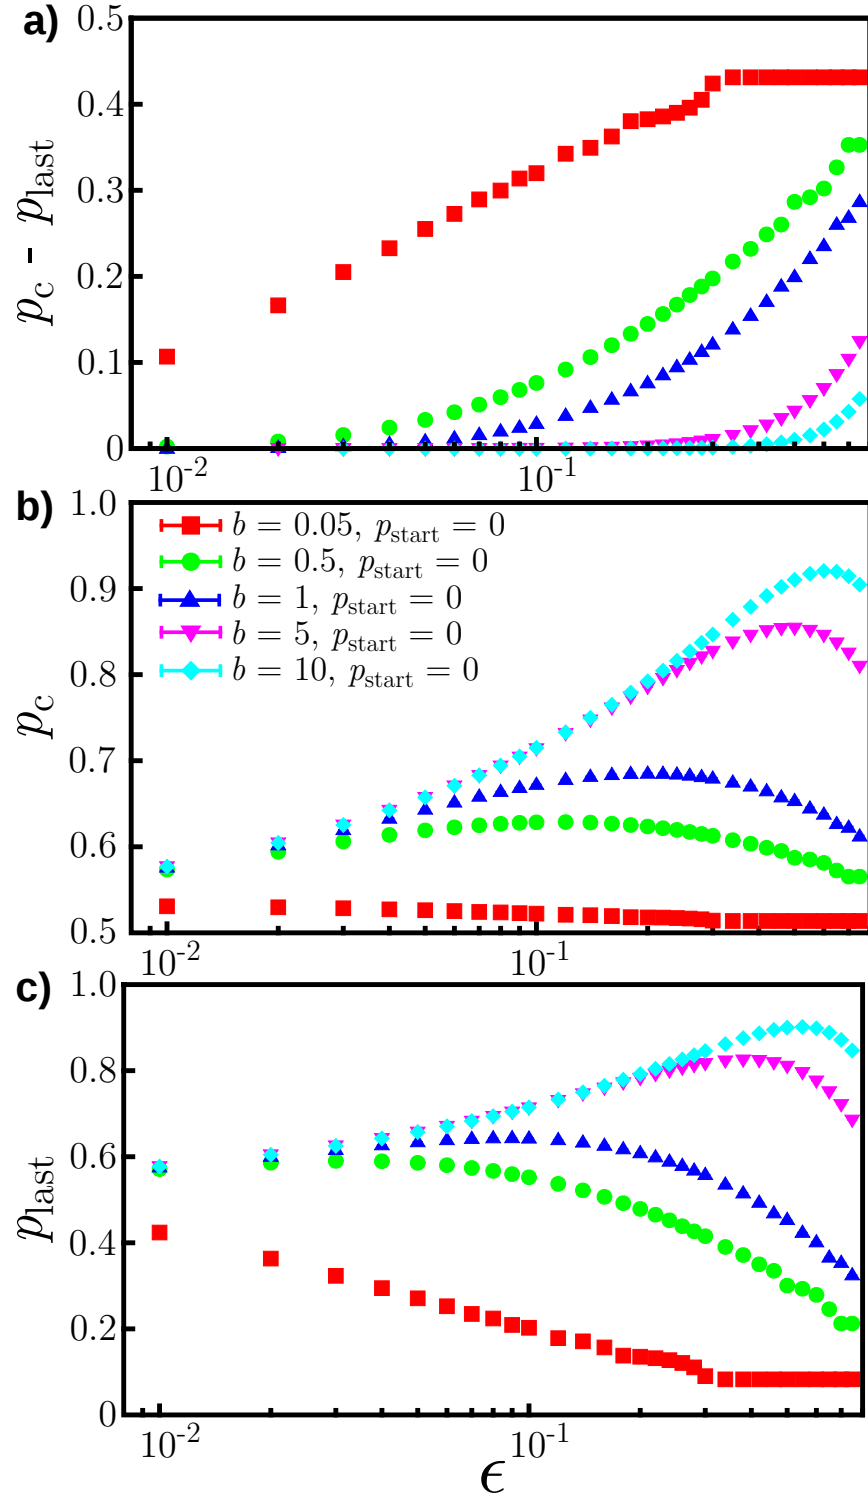 a)
0.5
0.4
0.3
0.2
0.1
0
p_c − p_last
10^-2
10^-1
b)
1.0
0.9
0.8
0.7
0.6
0.5
p_c
b = 0.05, p_start = 0
b = 0.5, p_start = 0
b = 1, p_start = 0
b = 5, p_start = 0
b = 10, p_start = 0
10^-2
10^-1
c)
1.0
0.8
0.6
0.4
0.2
0
p_last
10^-2
10^-1
ϵ